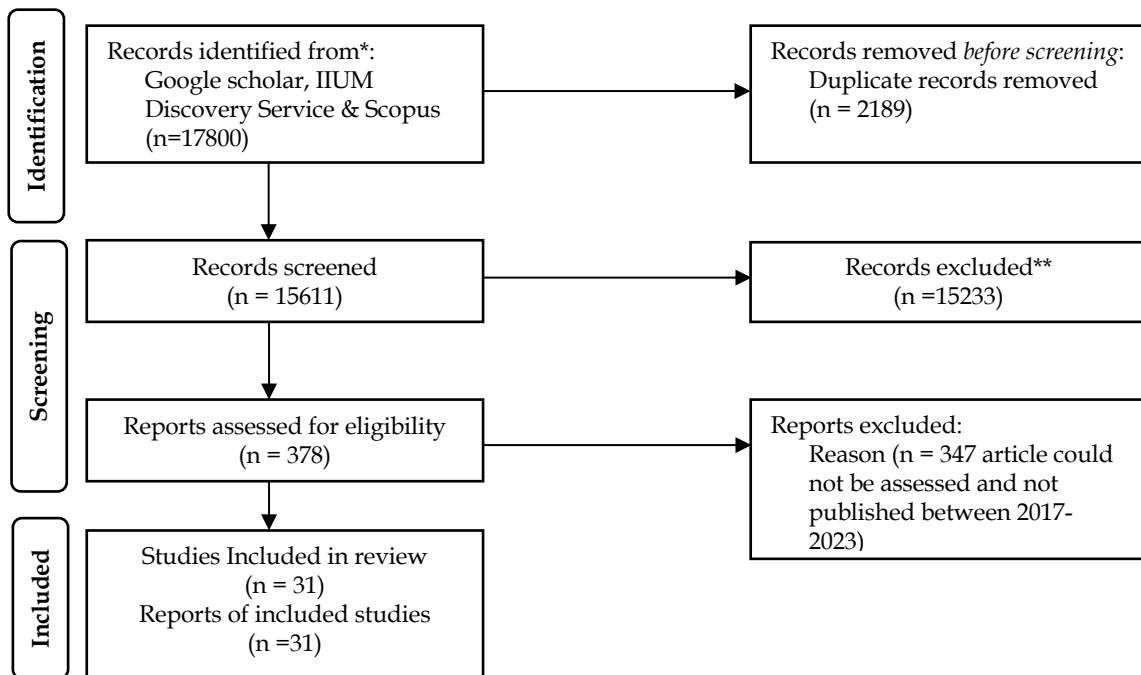 Identification
Records identified from*:
Google scholar, IIUM
Discovery Service & Scopus
(n=17800)
Records removed before screening:
Duplicate records removed
(n = 2189)
Screening
Records screened
(n = 15611)
Records excluded**
(n =15233)
Reports assessed for eligibility
(n = 378)
Reports excluded:
Reason (n = 347 article could
not be assessed and not
published between 2017-
2023)
Included
Studies Included in review
(n = 31)
Reports of included studies
(n =31)